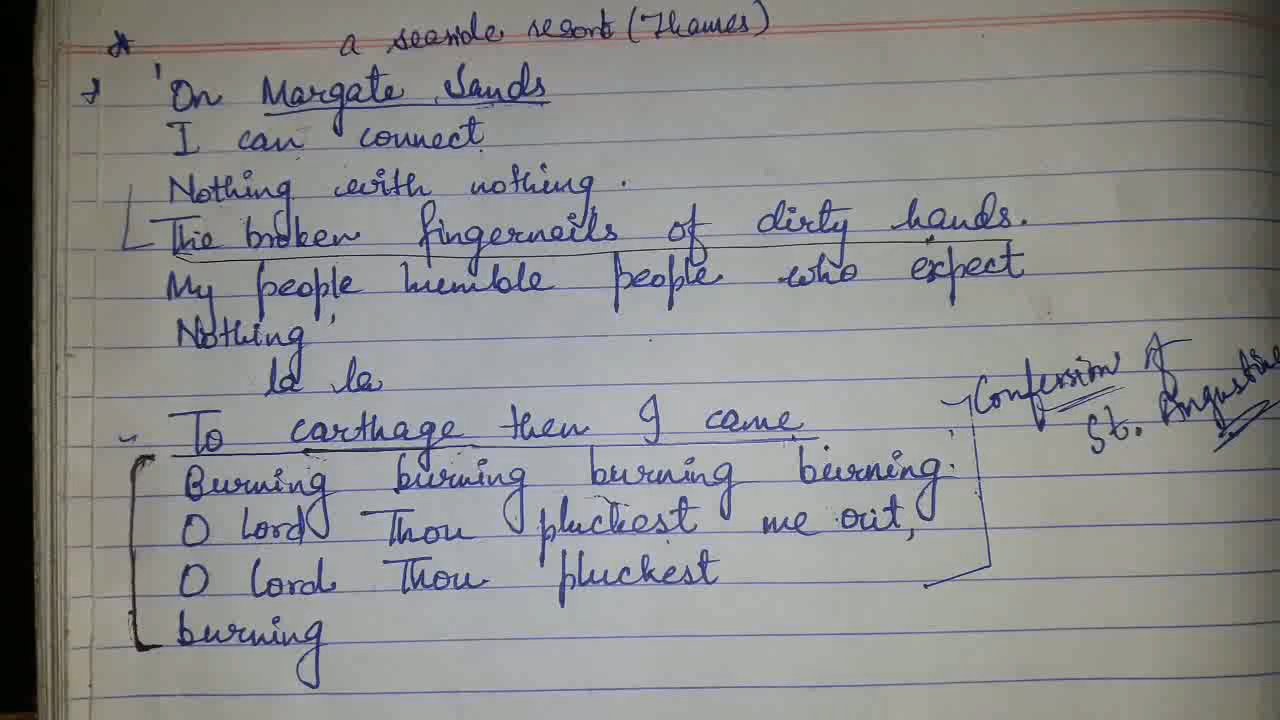 * a seaside resort (Thames)
'On Margate Sands
I can connect
Nothing with nothing.
The broken fingernails of dirty hands.
My people humble people who expect
Nothing'
la la
To carthage then I came
Burning burning burning burning.
O Lord Thou pluckest me out,
O Lord Thou pluckest
burning
Confession of
St. Augustine